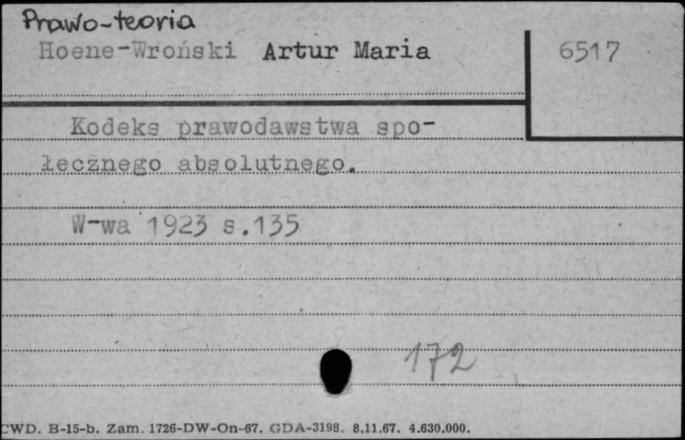 Prawo-teoria
Hoene-Wroński Artur Maria
6517
Kodeks prawodawstwa spo-
łecznego absolutnego.
W-wa 1923 s.135
172
CWD. B-15-b. Zam. 1726-DW-On-67. GDA-3198. 8.11.67. 4.630.000.